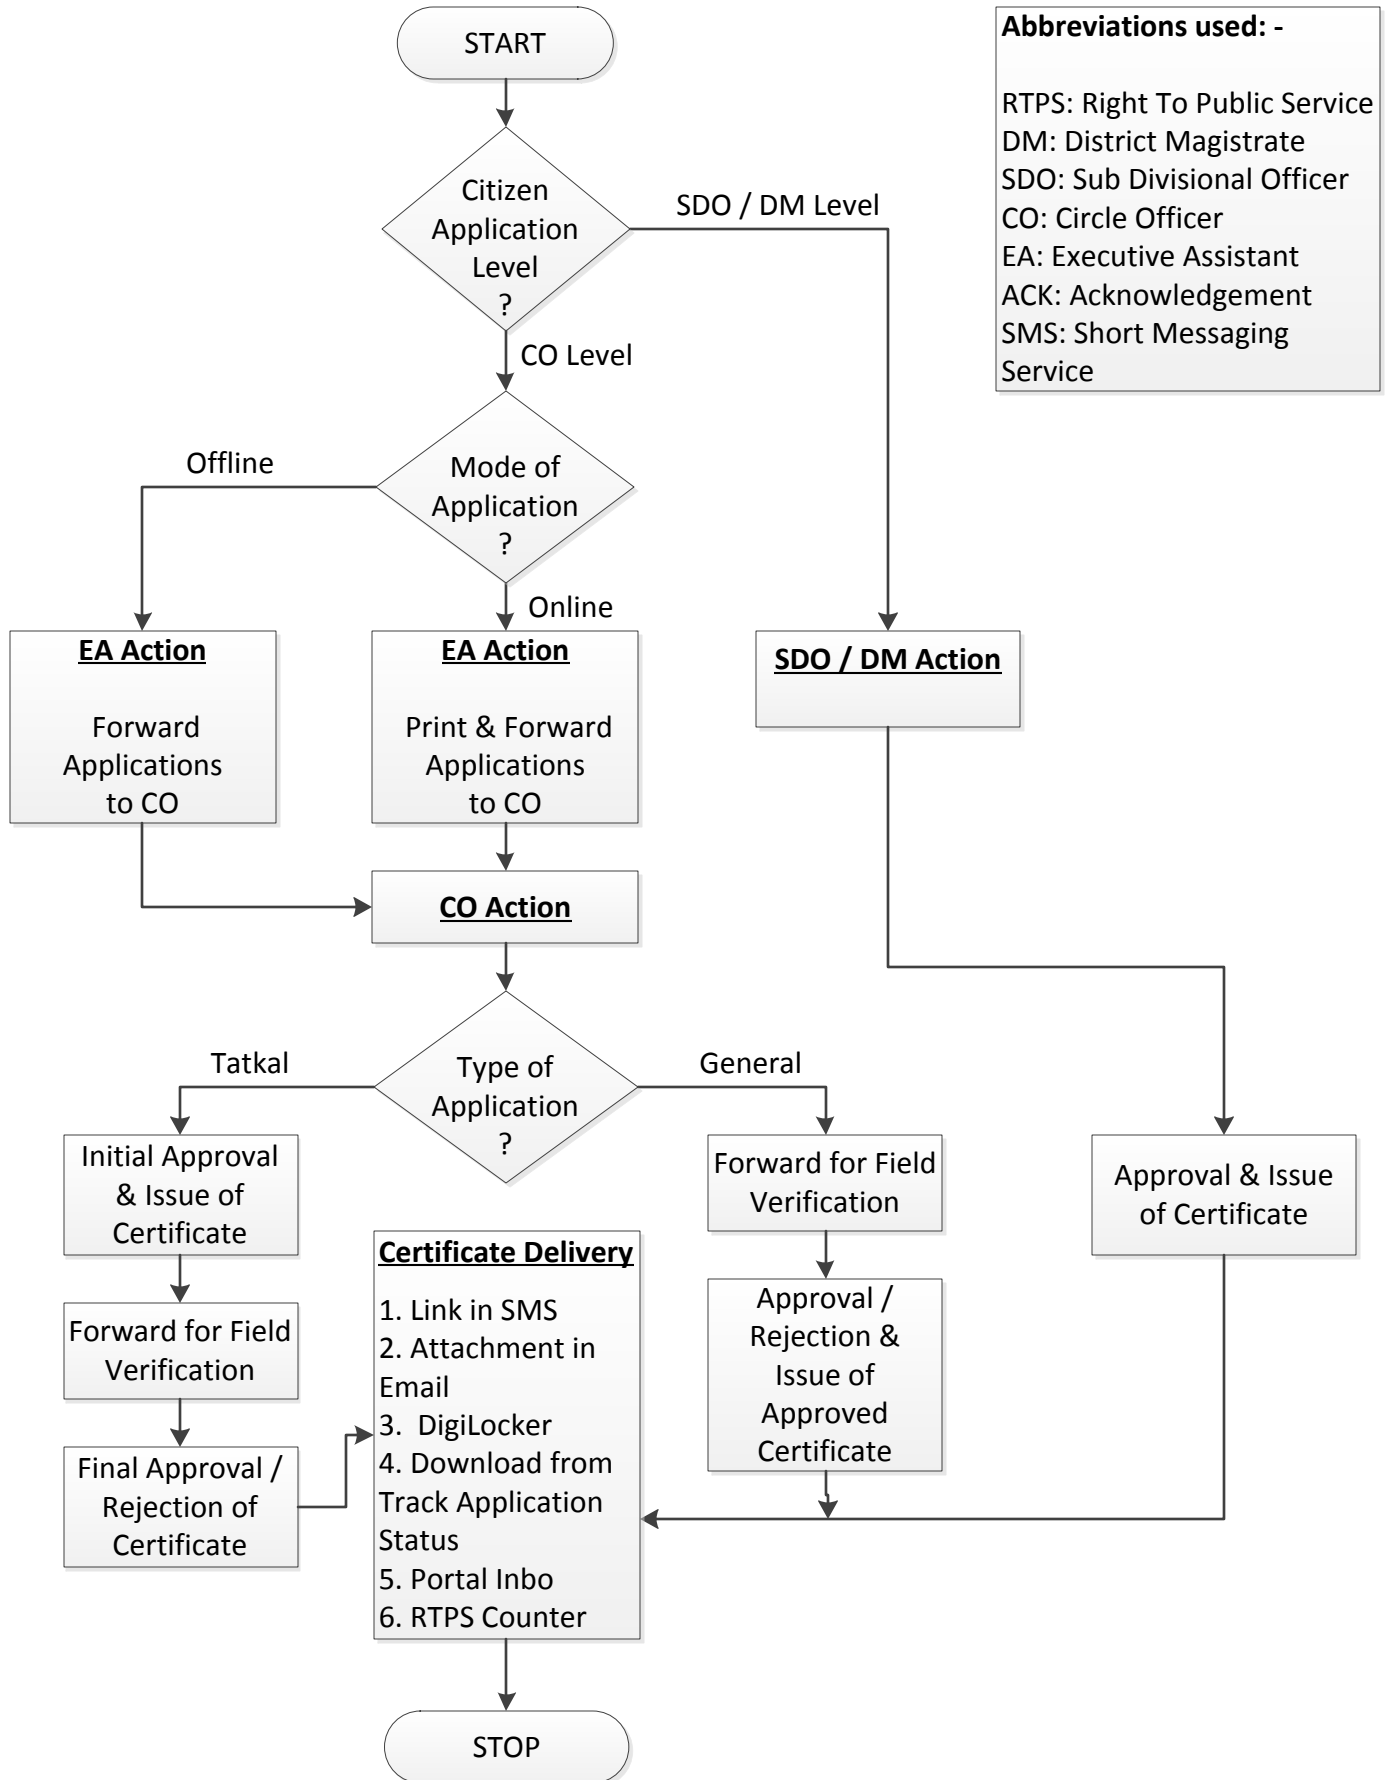 START
Abbreviations used: -
RTPS: Right To Public Service
DM: District Magistrate
SDO: Sub Divisional Officer
CO: Circle Officer
EA: Executive Assistant
ACK: Acknowledgement
SMS: Short Messaging
Service
Citizen
Application
Level
?
SDO / DM Level
CO Level
Mode of
Application
?
Offline
Online
EA Action
Forward
Applications
to CO
EA Action
Print & Forward
Applications
to CO
SDO / DM Action
CO Action
Type of
Application
?
Tatkal
General
Initial Approval
& Issue of
Certificate
Forward for Field
Verification
Final Approval /
Rejection of
Certificate
Forward for Field
Verification
Approval /
Rejection &
Issue of
Approved
Certificate
Approval & Issue
of Certificate
Certificate Delivery
1. Link in SMS
2. Attachment in
Email
3.  DigiLocker
4. Download from
Track Application
Status
5. Portal Inbo
6. RTPS Counter
STOP